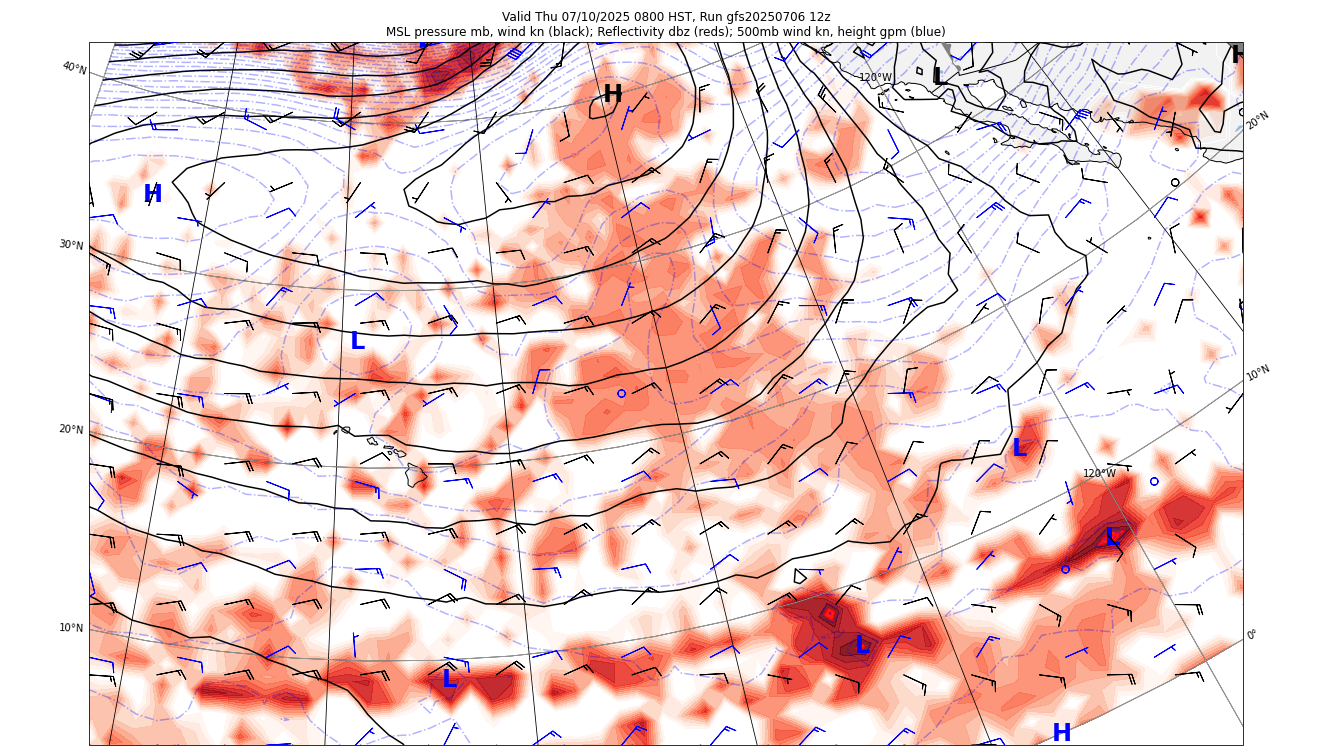 Valid Thu 07/10/2025 0800 HST, Run gfs20250706 12z
MSL pressure mb, wind kn (black); Reflectivity dbz (reds); 500mb wind kn, height gpm (blue)
L
H
40°N
120°W
L
H
20°N
H
30°N
L
10°N
20°N
L
120°W
L
10°N
L
0°
L
H